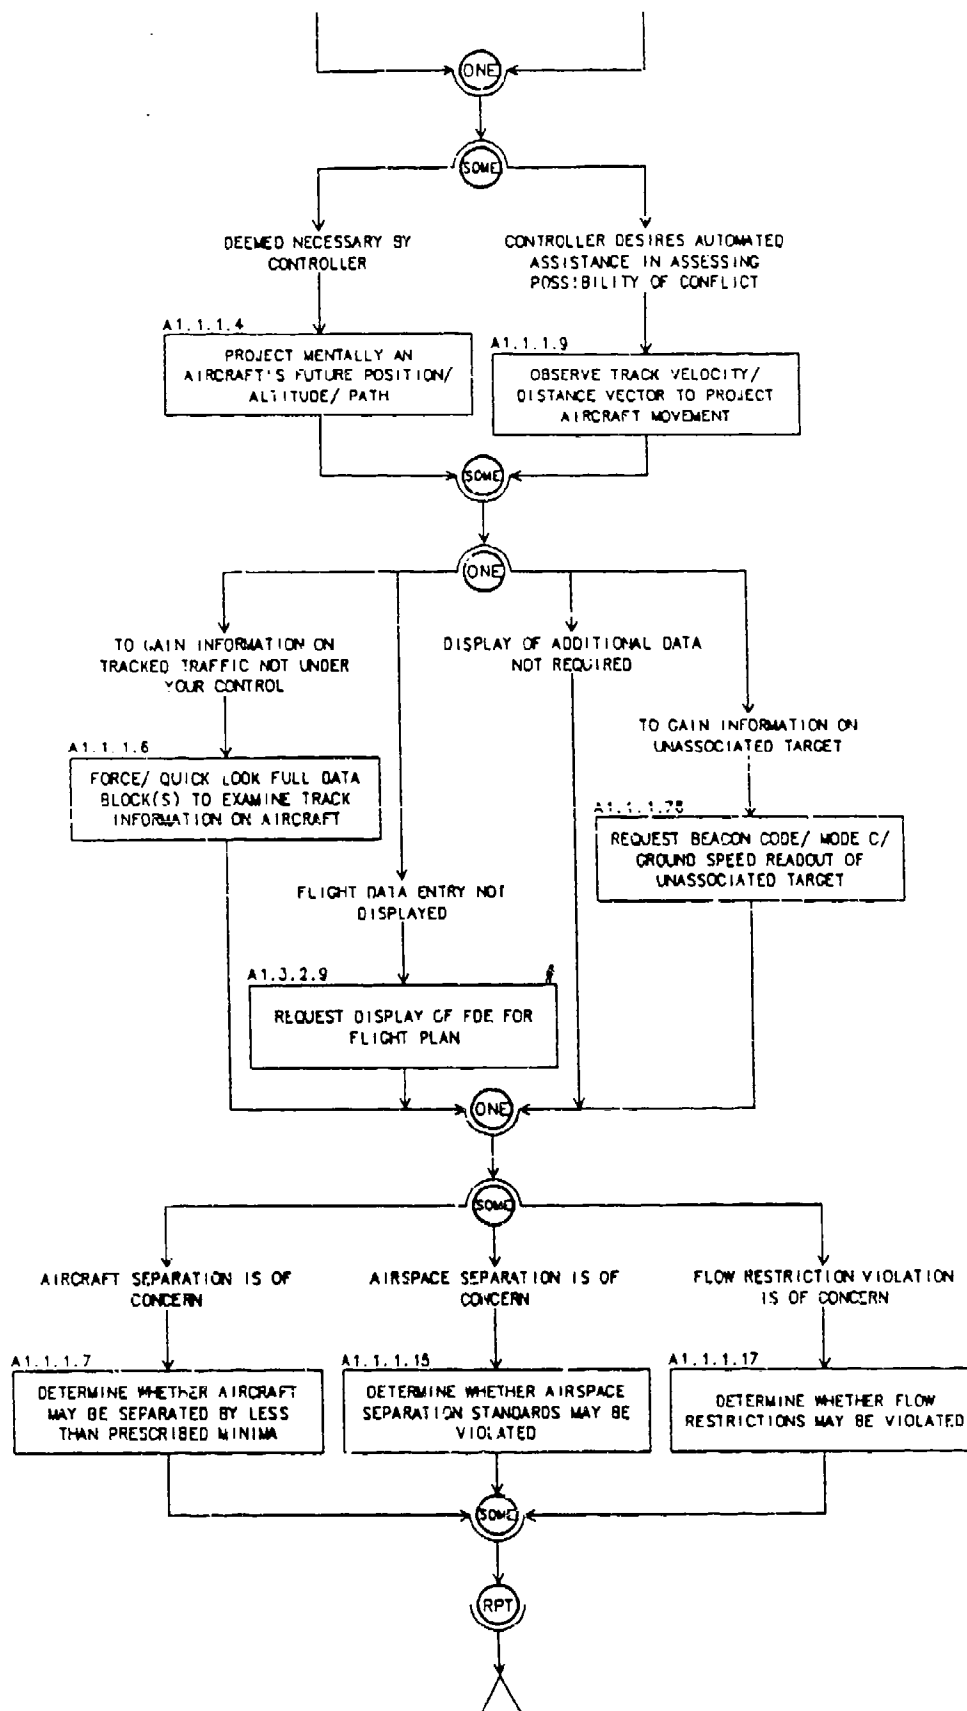 ONE
SOME
DEEMED NECESSARY BY
CONTROLLER
CONTROLLER DESIRES AUTOMATED
ASSISTANCE IN ASSESSING
POSSIBILITY OF CONFLICT
A1.1.1.4
PROJECT MENTALLY AN
AIRCRAFT'S FUTURE POSITION/
ALTITUDE/ PATH
A1.1.1.9
OBSERVE TRACK VELOCITY/
DISTANCE VECTOR TO PROJECT
AIRCRAFT MOVEMENT
SOME
ONE
TO GAIN INFORMATION ON
TRACKED TRAFFIC NOT UNDER
YOUR CONTROL
DISPLAY OF ADDITIONAL DATA
NOT REQUIRED
TO GAIN INFORMATION ON
UNASSOCIATED TARGET
A1.1.1.6
FORCE/ QUICK LOOK FULL DATA
BLOCK(S) TO EXAMINE TRACK
INFORMATION ON AIRCRAFT
REQUEST BEACON CODE/ MODE C/
GROUND SPEED READOUT OF
UNASSOCIATED TARGET
FLIGHT DATA ENTRY NOT
DISPLAYED
A1.3.2.9
REQUEST DISPLAY OF FDE FOR
FLIGHT PLAN
ONE
SOME
AIRCRAFT SEPARATION IS OF
CONCERN
AIRSPACE SEPARATION IS OF
CONCERN
FLOW RESTRICTION VIOLATION
IS OF CONCERN
A1.1.1.7
DETERMINE WHETHER AIRCRAFT
MAY BE SEPARATED BY LESS
THAN PRESCRIBED MINIMA
A1.1.1.15
DETERMINE WHETHER AIRSPACE
SEPARATION STANDARDS MAY BE
VIOLATED
A1.1.1.17
DETERMINE WHETHER FLOW
RESTRICTIONS MAY BE VIOLATED
SOME
RPT